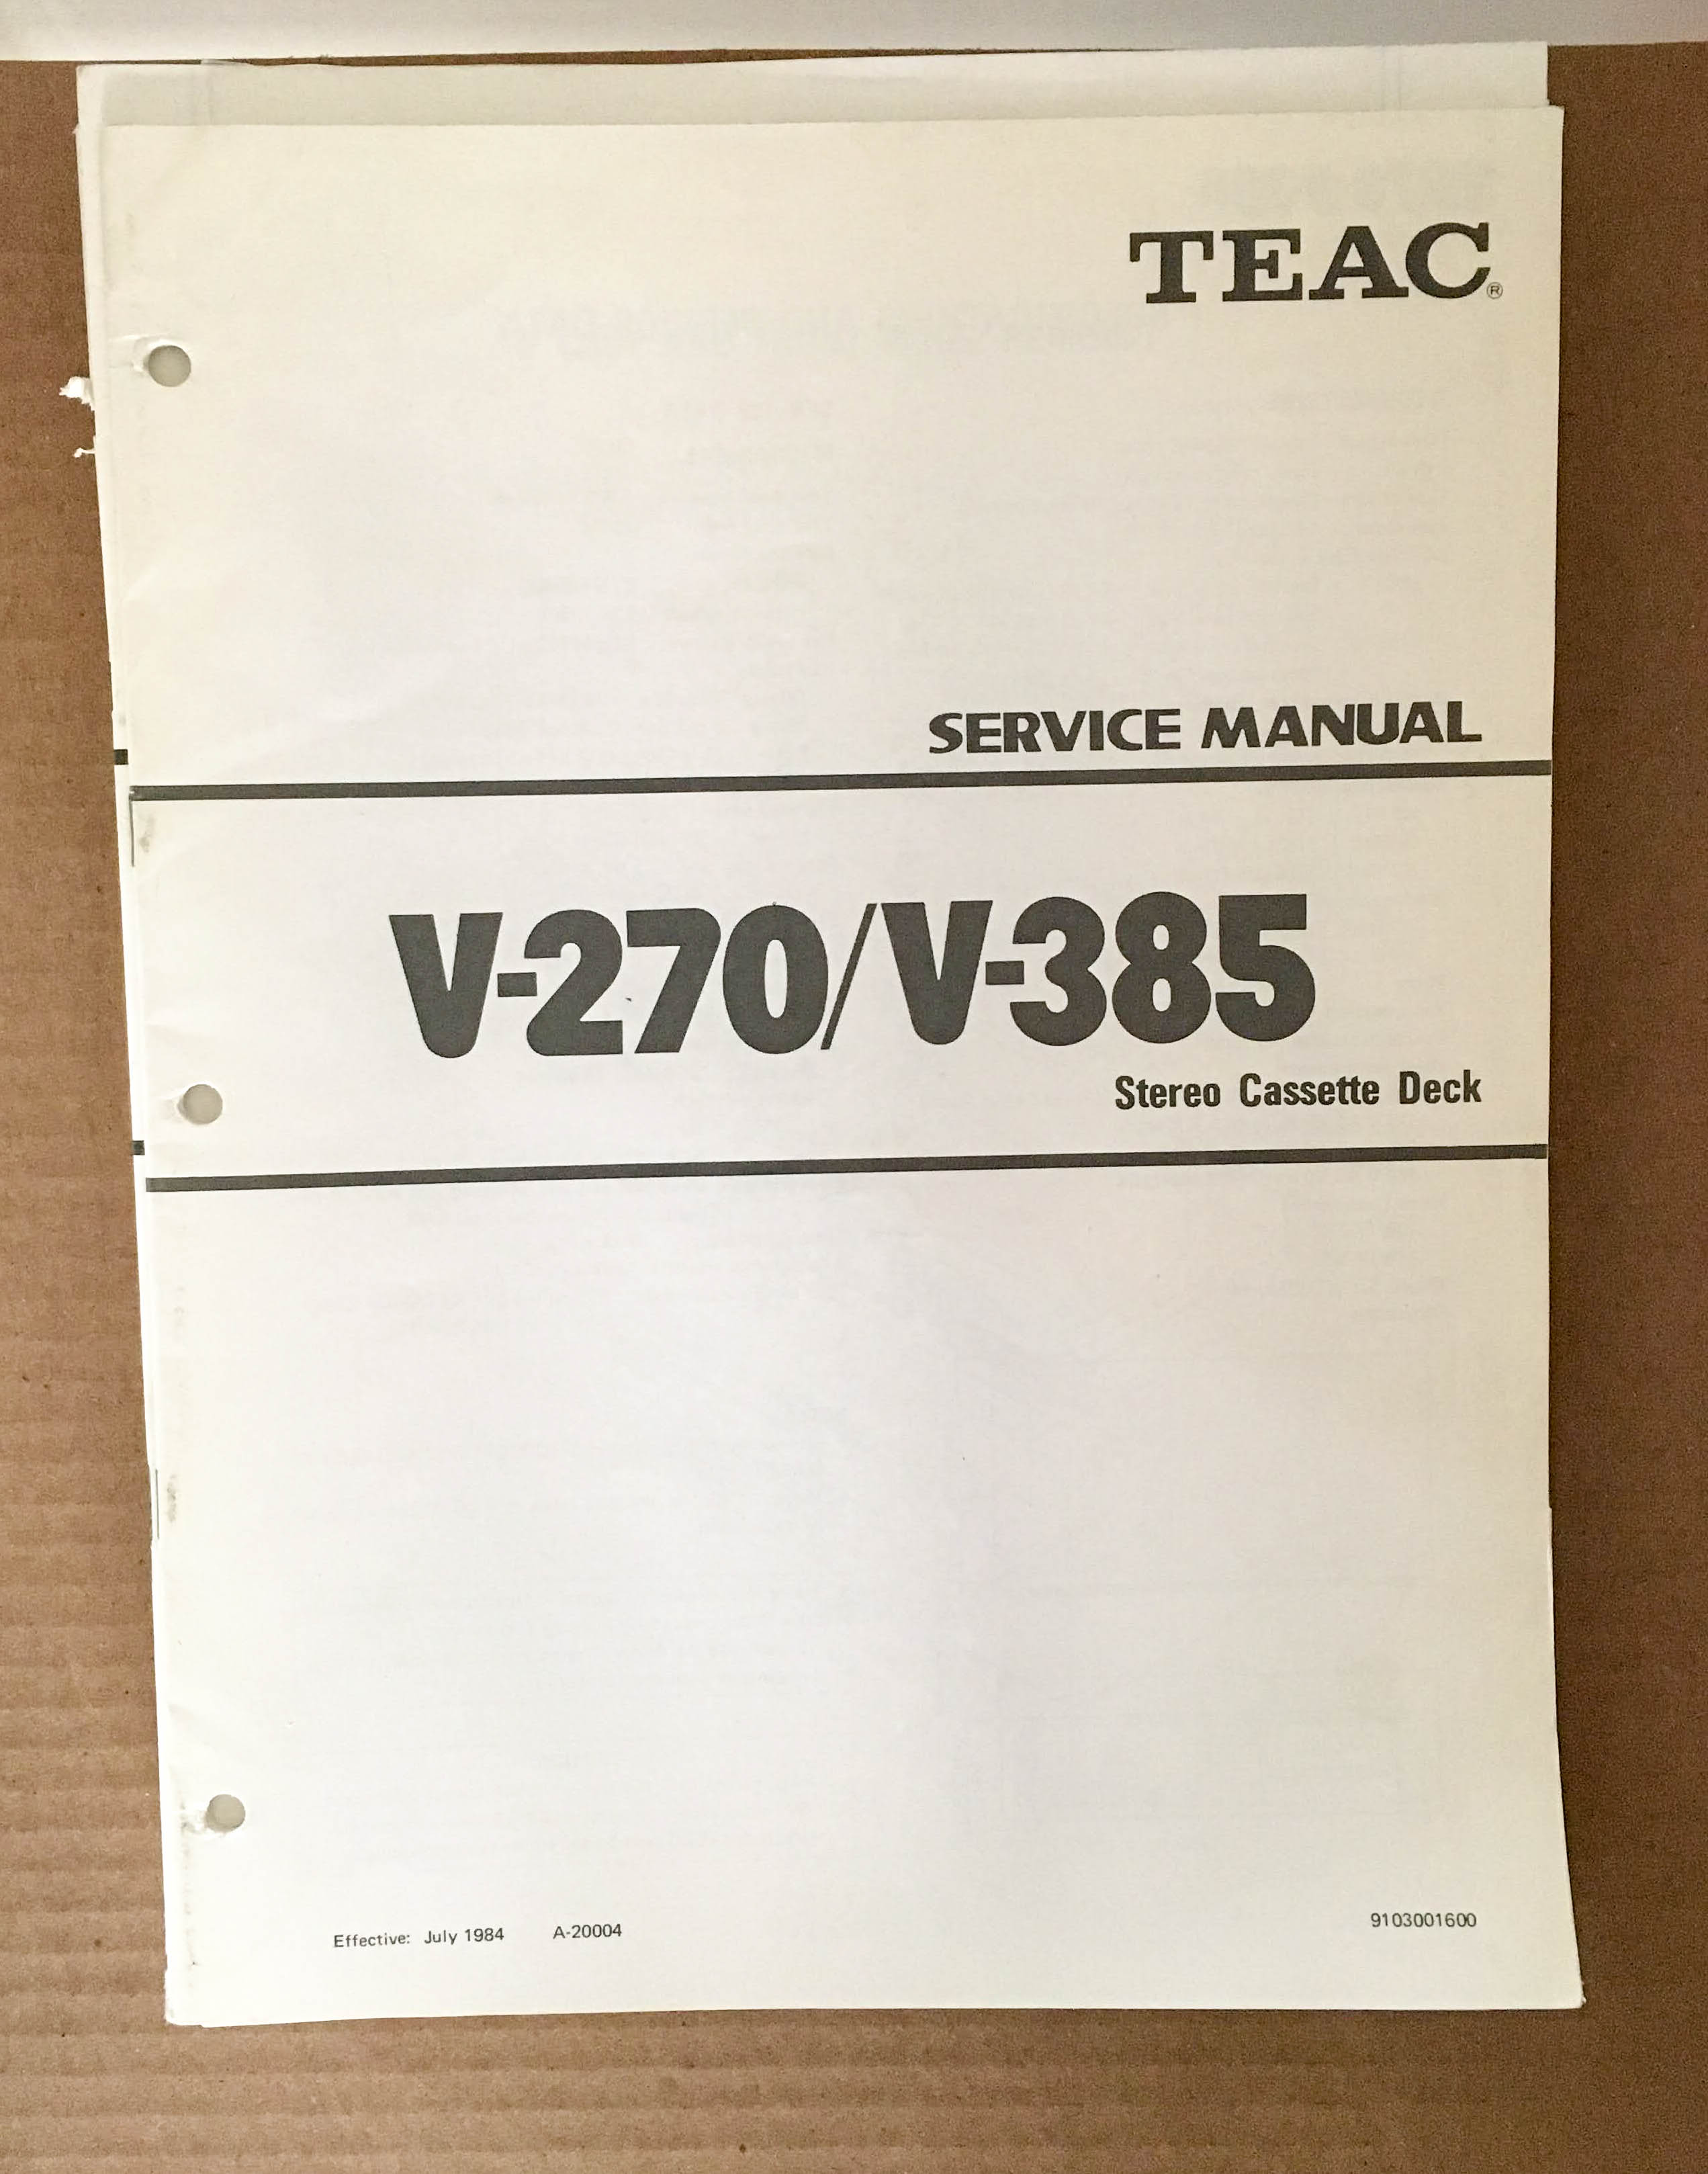 TEAC®
SERVICE MANUAL
V-270/V-385
Stereo Cassette Deck
Effective: July 1984 A-20004
9103001600